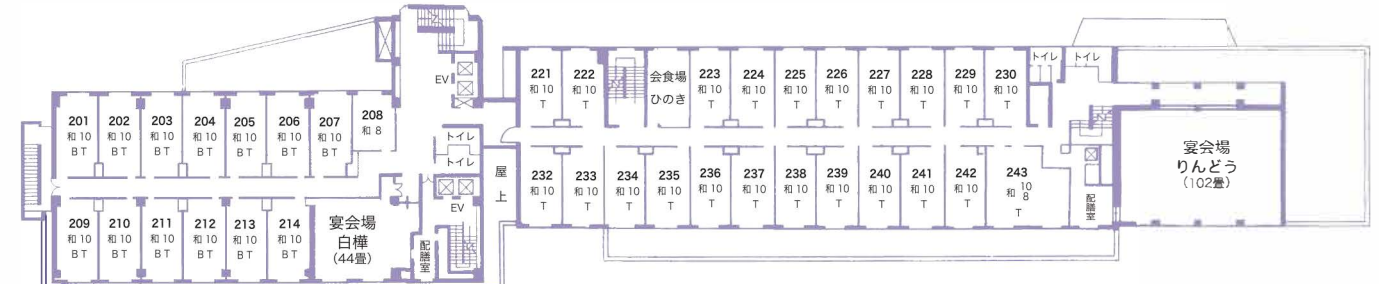 EV
201
和 10
B T
202
和 10
B T
203
和 10
B T
204
和 10
B T
205
和 10
B T
206
和 10
B T
207
和 10
B T
208
和 8
トイレ
トイレ
209
和 10
B T
210
和 10
B T
211
和 10
B T
212
和 10
B T
213
和 10
B T
214
和 10
B T
宴会場
白樺
(44畳)
配膳室
EV
屋上
221
和 10
T
222
和 10
T
会食場
ひのき
223
和 10
T
224
和 10
T
225
和 10
T
226
和 10
T
227
和 10
T
228
和 10
T
229
和 10
T
230
和 10
T
トイレ
トイレ
232
和 10
T
233
和 10
T
234
和 10
T
235
和 10
T
236
和 10
T
237
和 10
T
238
和 10
T
239
和 10
T
240
和 10
T
241
和 10
T
242
和 10
T
243
和 10 8
T
配膳室
宴会場
りんどう
(102畳)